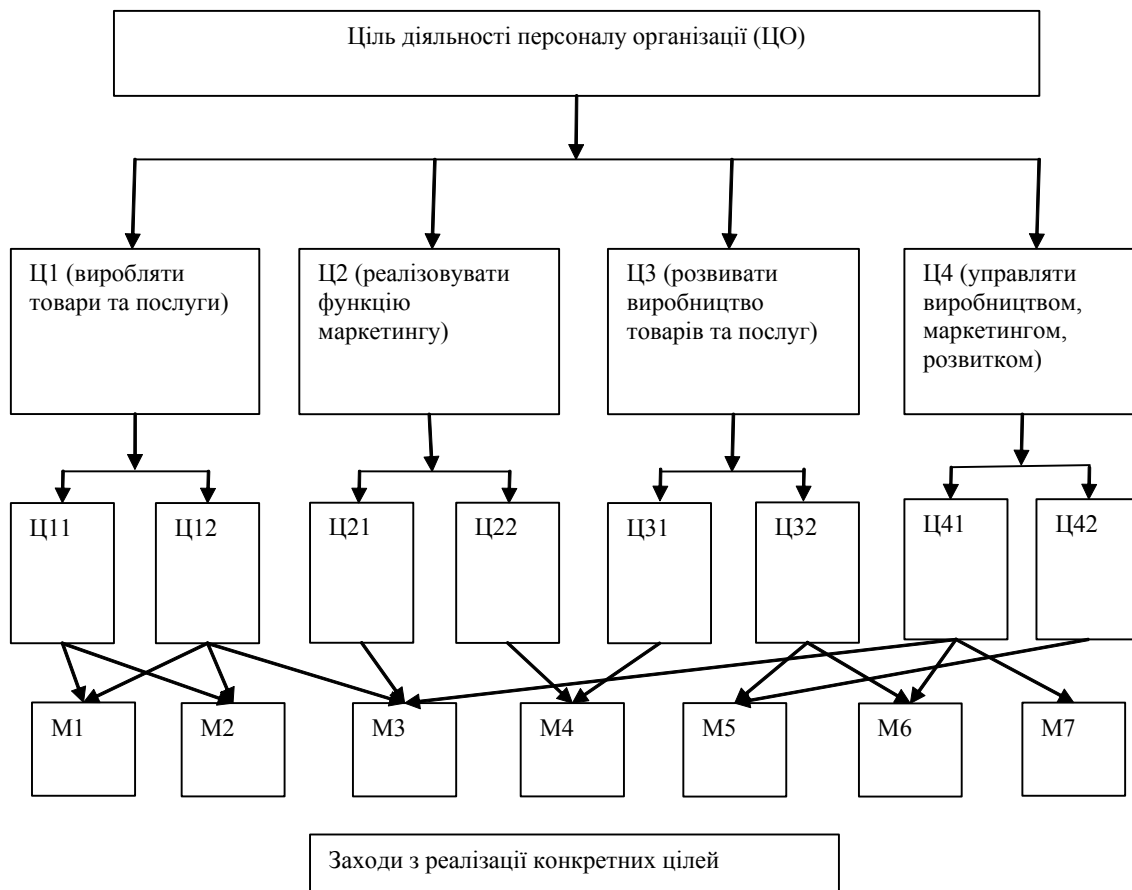 Ціль діяльності персоналу організації (ЦО)
Ц1 (виробляти
товари та послуги)
Ц2 (реалізовувати
функцію
маркетингу)
Ц3 (розвивати
виробництво
товарів та послуг)
Ц4 (управляти
виробництвом,
маркетингом,
розвитком)
Ц11
Ц12
Ц21
Ц22
Ц31
Ц32
Ц41
Ц42
М1
М2
М3
М4
М5
М6
М7
Заходи з реалізації конкретних цілей